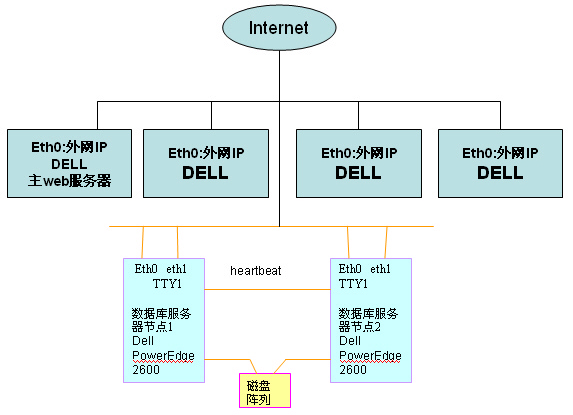 Internet
Eth0:外网IP
DELL
主web服务器
Eth0:外网IP
DELL
Eth0:外网IP
DELL
Eth0:外网IP
DELL
Eth0 eth1
TTY1
数据库服务
器节点1
Dell
PowerEdge
2600
heartbeat
Eth0 eth1
TTY1
数据库服务
器节点2
Dell
PowerEdge
2600
磁盘
阵列